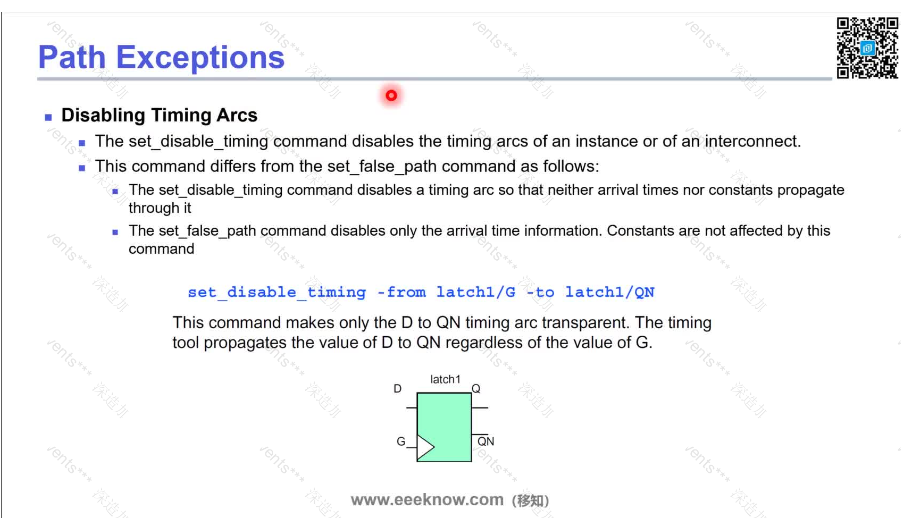 Path Exceptions
Disabling Timing Arcs
The set_disable_timing command disables the timing arcs of an instance or of an interconnect.
This command differs from the set_false_path command as follows:
The set_disable_timing command disables a timing arc so that neither arrival times nor constants propagate
through it
The set_false_path command disables only the arrival time information. Constants are not affected by this
command
set_disable_timing -from latch1/G -to latch1/QN
This command makes only the D to QN timing arc transparent. The timing
tool propagates the value of D to QN regardless of the value of G.
latch1
D Q
G QN
www.eeeknow.com (移知)